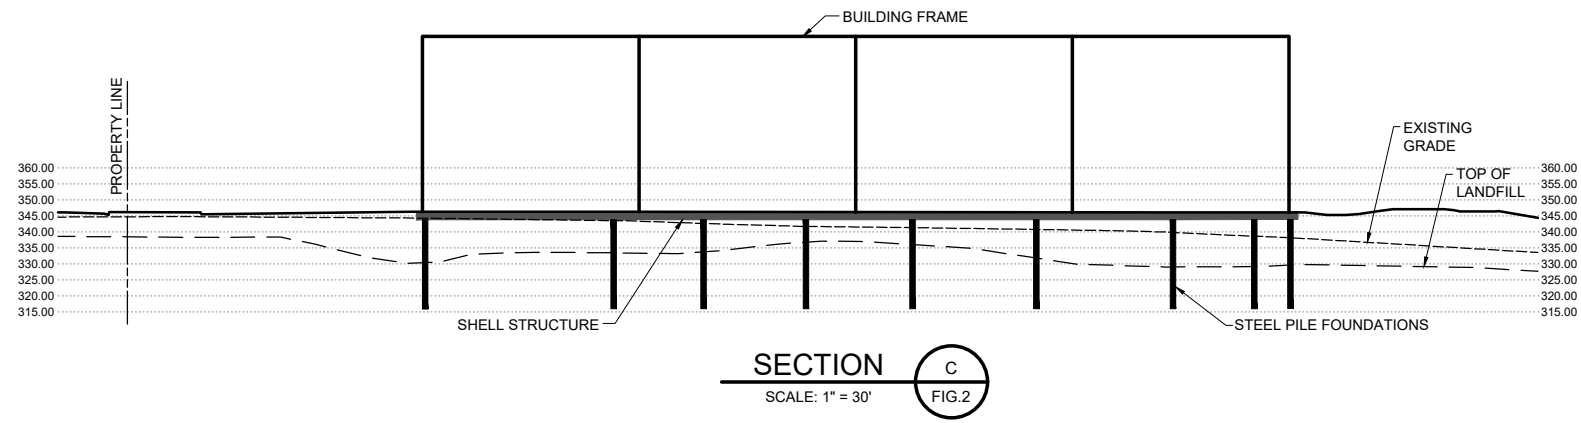 BUILDING FRAME
PROPERTY LINE
EXISTING
GRADE
TOP OF
LANDFILL
360.00
355.00
350.00
345.00
340.00
335.00
330.00
325.00
320.00
315.00
360.00
355.00
350.00
345.00
340.00
335.00
330.00
325.00
320.00
315.00
SHELL STRUCTURE
STEEL PILE FOUNDATIONS
SECTION
SCALE: 1" = 30'
C
FIG.2